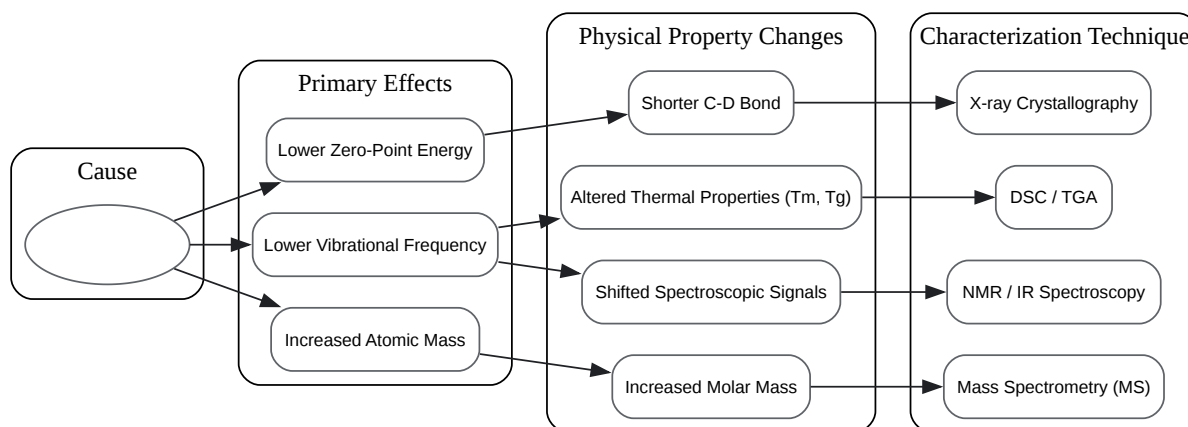 Cause
Primary Effects
Lower Zero-Point Energy
Lower Vibrational Frequency
Increased Atomic Mass
Physical Property Changes
Shorter C-D Bond
Altered Thermal Properties (Tm, Tg)
Shifted Spectroscopic Signals
Increased Molar Mass
Characterization Technique
X-ray Crystallography
DSC / TGA
NMR / IR Spectroscopy
Mass Spectrometry (MS)